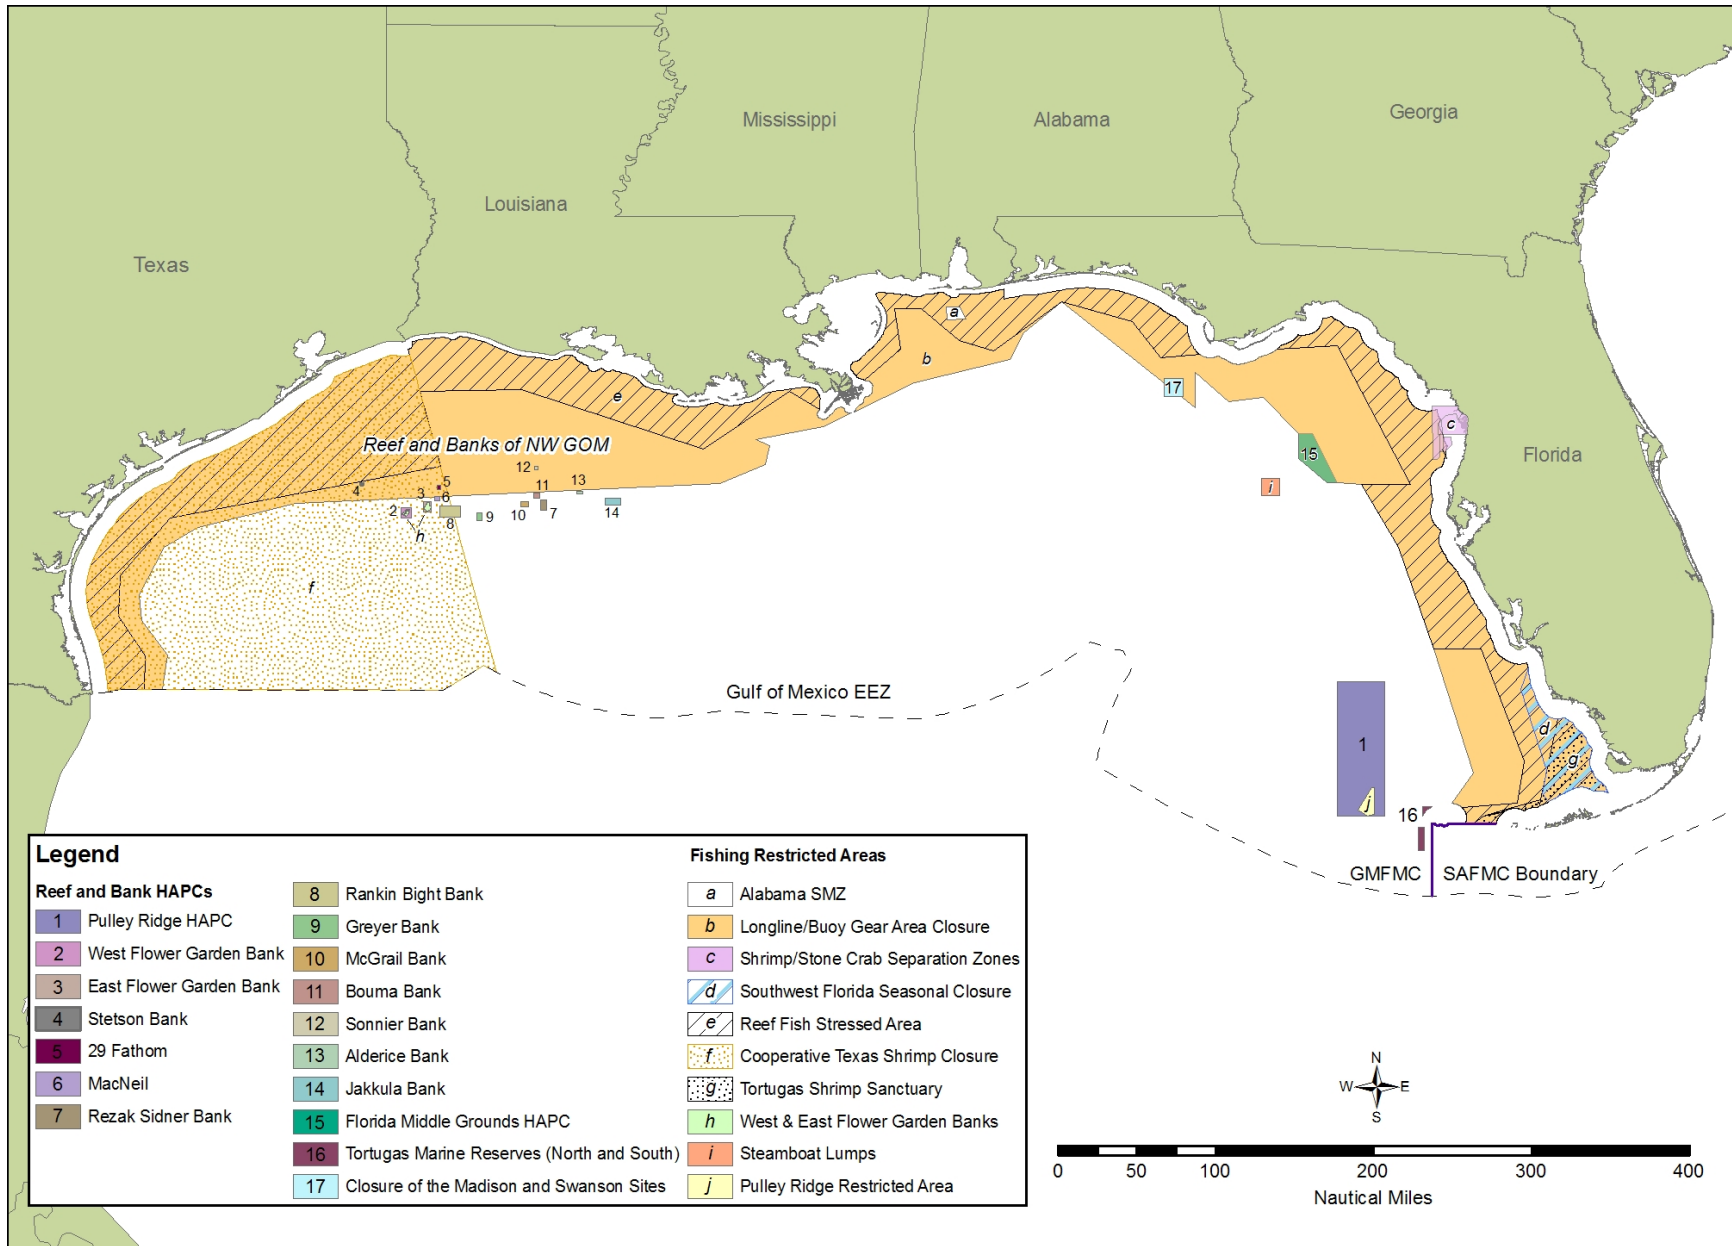 Mississippi
Alabama
Georgia
Louisiana
Texas
Florida
a
b
17
e
c
Reef and Banks of NW GOM
15
12
13
5
4
11
i
3
6
2
8
9
10
7
14
h
f
Gulf of Mexico EEZ
d
1
g
j
16
GMFMC
SAFMC Boundary
Legend
Reef and Bank HAPCs
1 Pulley Ridge HAPC
2 West Flower Garden Bank
3 East Flower Garden Bank
4 Stetson Bank
5 29 Fathom
6 MacNeil
7 Rezak Sidner Bank
8 Rankin Bight Bank
9 Greyer Bank
10 McGrail Bank
11 Bouma Bank
12 Sonnier Bank
13 Alderice Bank
14 Jakkula Bank
15 Florida Middle Grounds HAPC
16 Tortugas Marine Reserves (North and South)
17 Closure of the Madison and Swanson Sites
Fishing Restricted Areas
a Alabama SMZ
b Longline/Buoy Gear Area Closure
c Shrimp/Stone Crab Separation Zones
d Southwest Florida Seasonal Closure
e Reef Fish Stressed Area
f Cooperative Texas Shrimp Closure
g Tortugas Shrimp Sanctuary
h West & East Flower Garden Banks
i Steamboat Lumps
j Pulley Ridge Restricted Area
N
W E
S
0 50 100 200 300 400
Nautical Miles